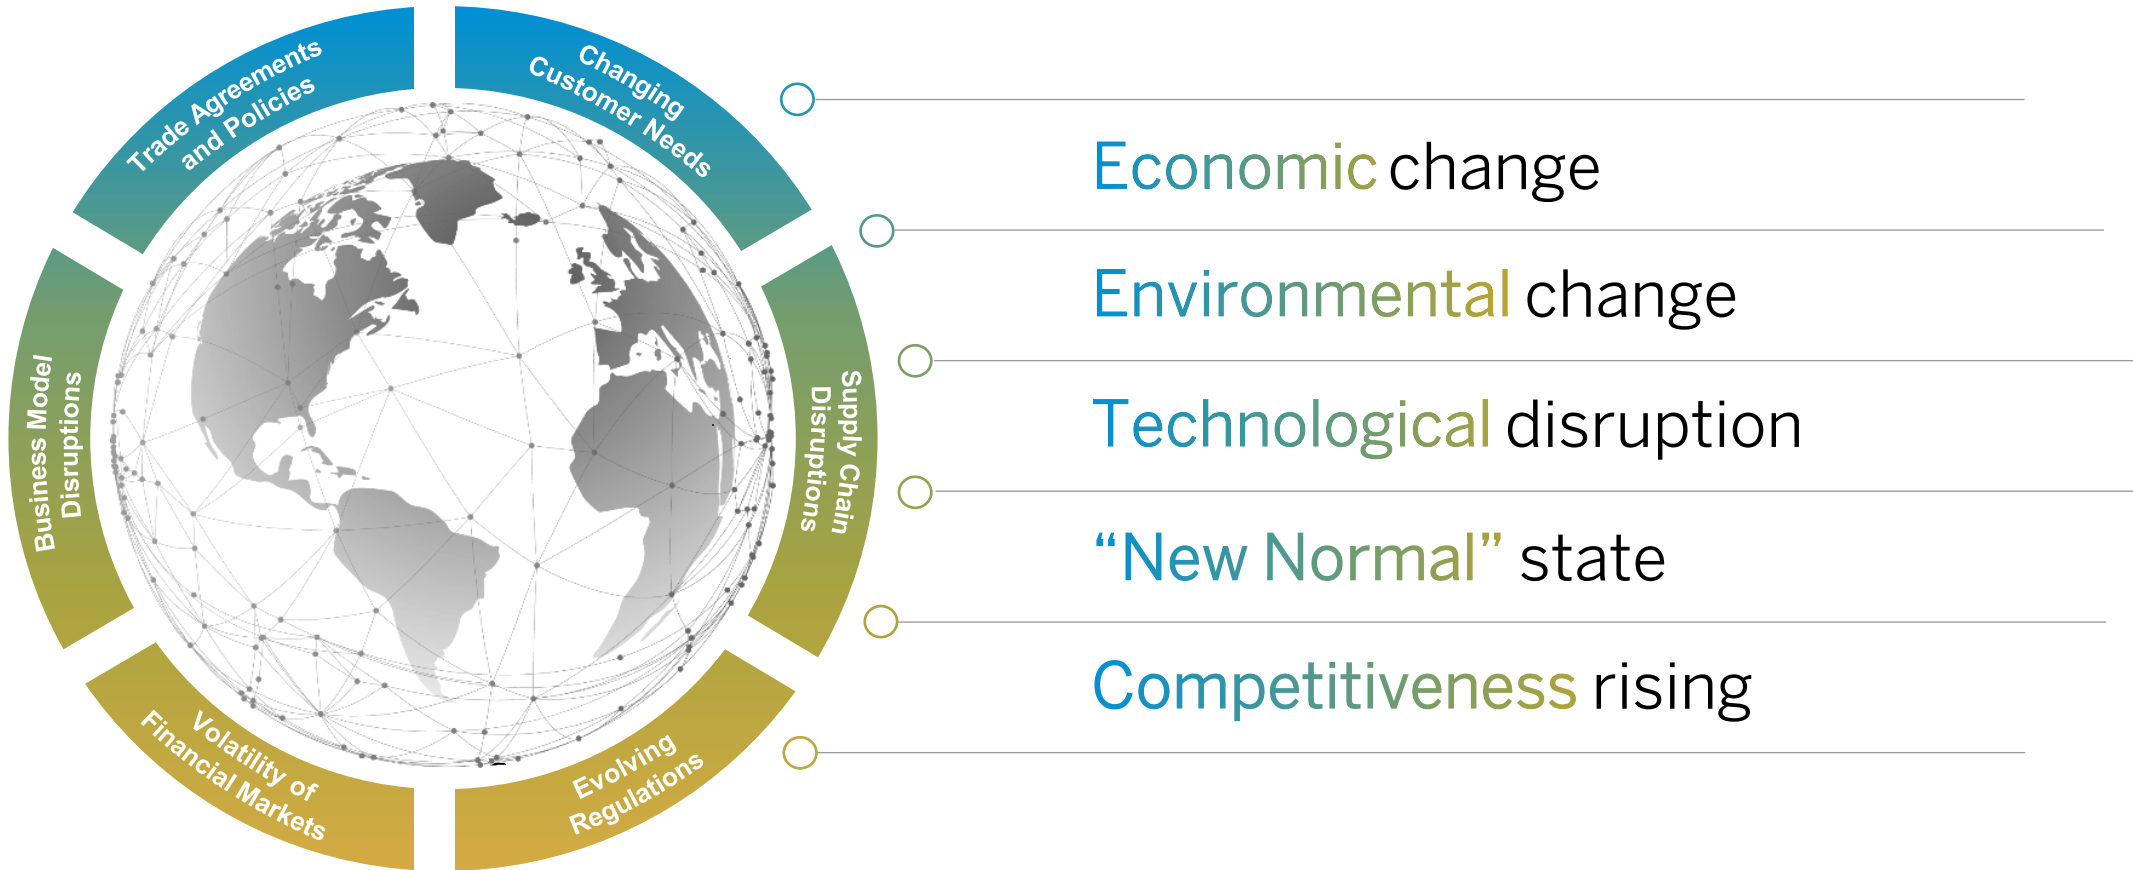 Trade Agreements
and Policies
Changing
Customer Needs
Business Model
Disruptions
Supply Chain
Disruptions
Volatility of
Financial Markets
Evolving
Regulations
Economic change
Environmental change
Technological disruption
“New Normal” state
Competitiveness rising